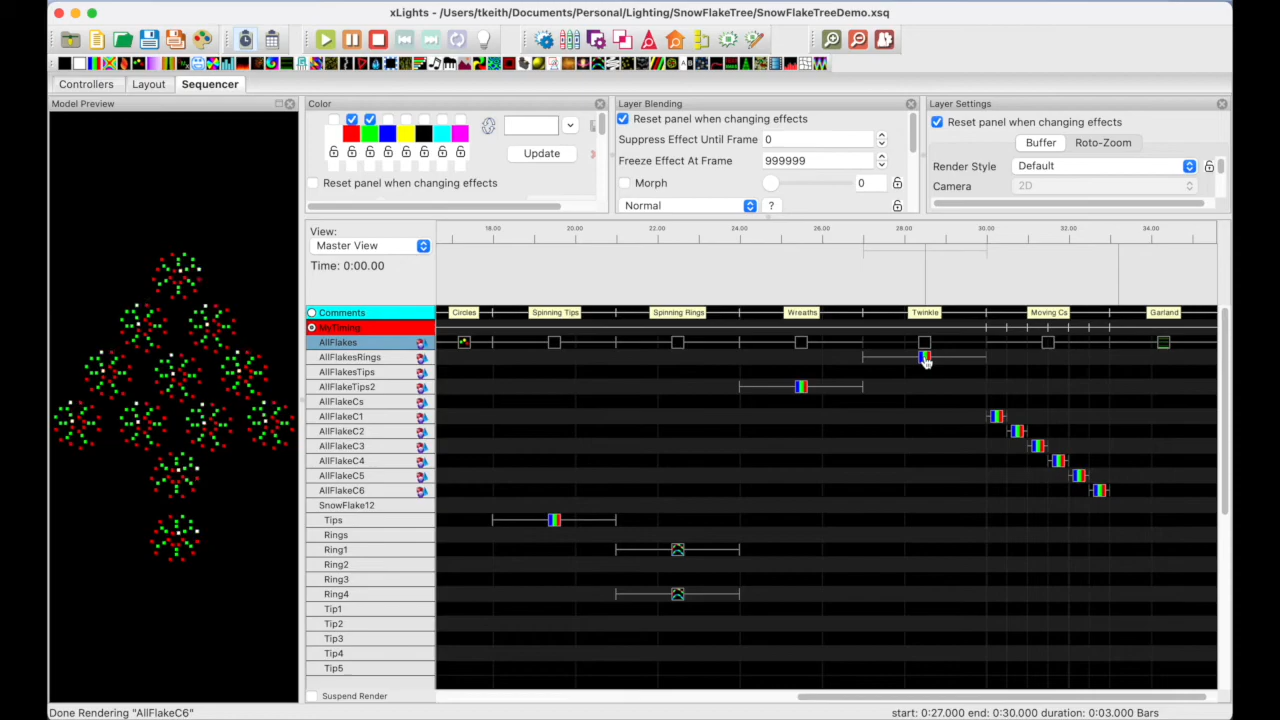 xLights - /Users/tkeith/Documents/Personal/Lighting/SnowFlakeTree/SnowFlakeTreeDemo.xsq
Controllers Layout Sequencer
Model Preview
Color
Update
Reset panel when changing effects
Layer Blending
Reset panel when changing effects
Suppress Effect Until Frame 0
Freeze Effect At Frame 999999
Morph 0
Normal ?
Layer Settings
Reset panel when changing effects
Buffer Roto-Zoom
Render Style Default
Camera 2D
View:
Master View
Time: 0:00.00
18.00 20.00 22.00 24.00 26.00 28.00 30.00 32.00 34.00
Comments Circles Spinning Tips Spinning Rings Wreaths Twinkle Moving Cs Garland
MyTiming
AllFlakes
AllFlakesRings
AllFlakesTips
AllFlakeTips2
AllFlakeCs
AllFlakeC1
AllFlakeC2
AllFlakeC3
AllFlakeC4
AllFlakeC5
AllFlakeC6
SnowFlake12
Tips
Rings
Ring1
Ring2
Ring3
Ring4
Tip1
Tip2
Tip3
Tip4
Tip5
Suspend Render
Done Rendering "AllFlakeC6"
start: 0:27.000 end: 0:30.000 duration: 0:03.000 Bars